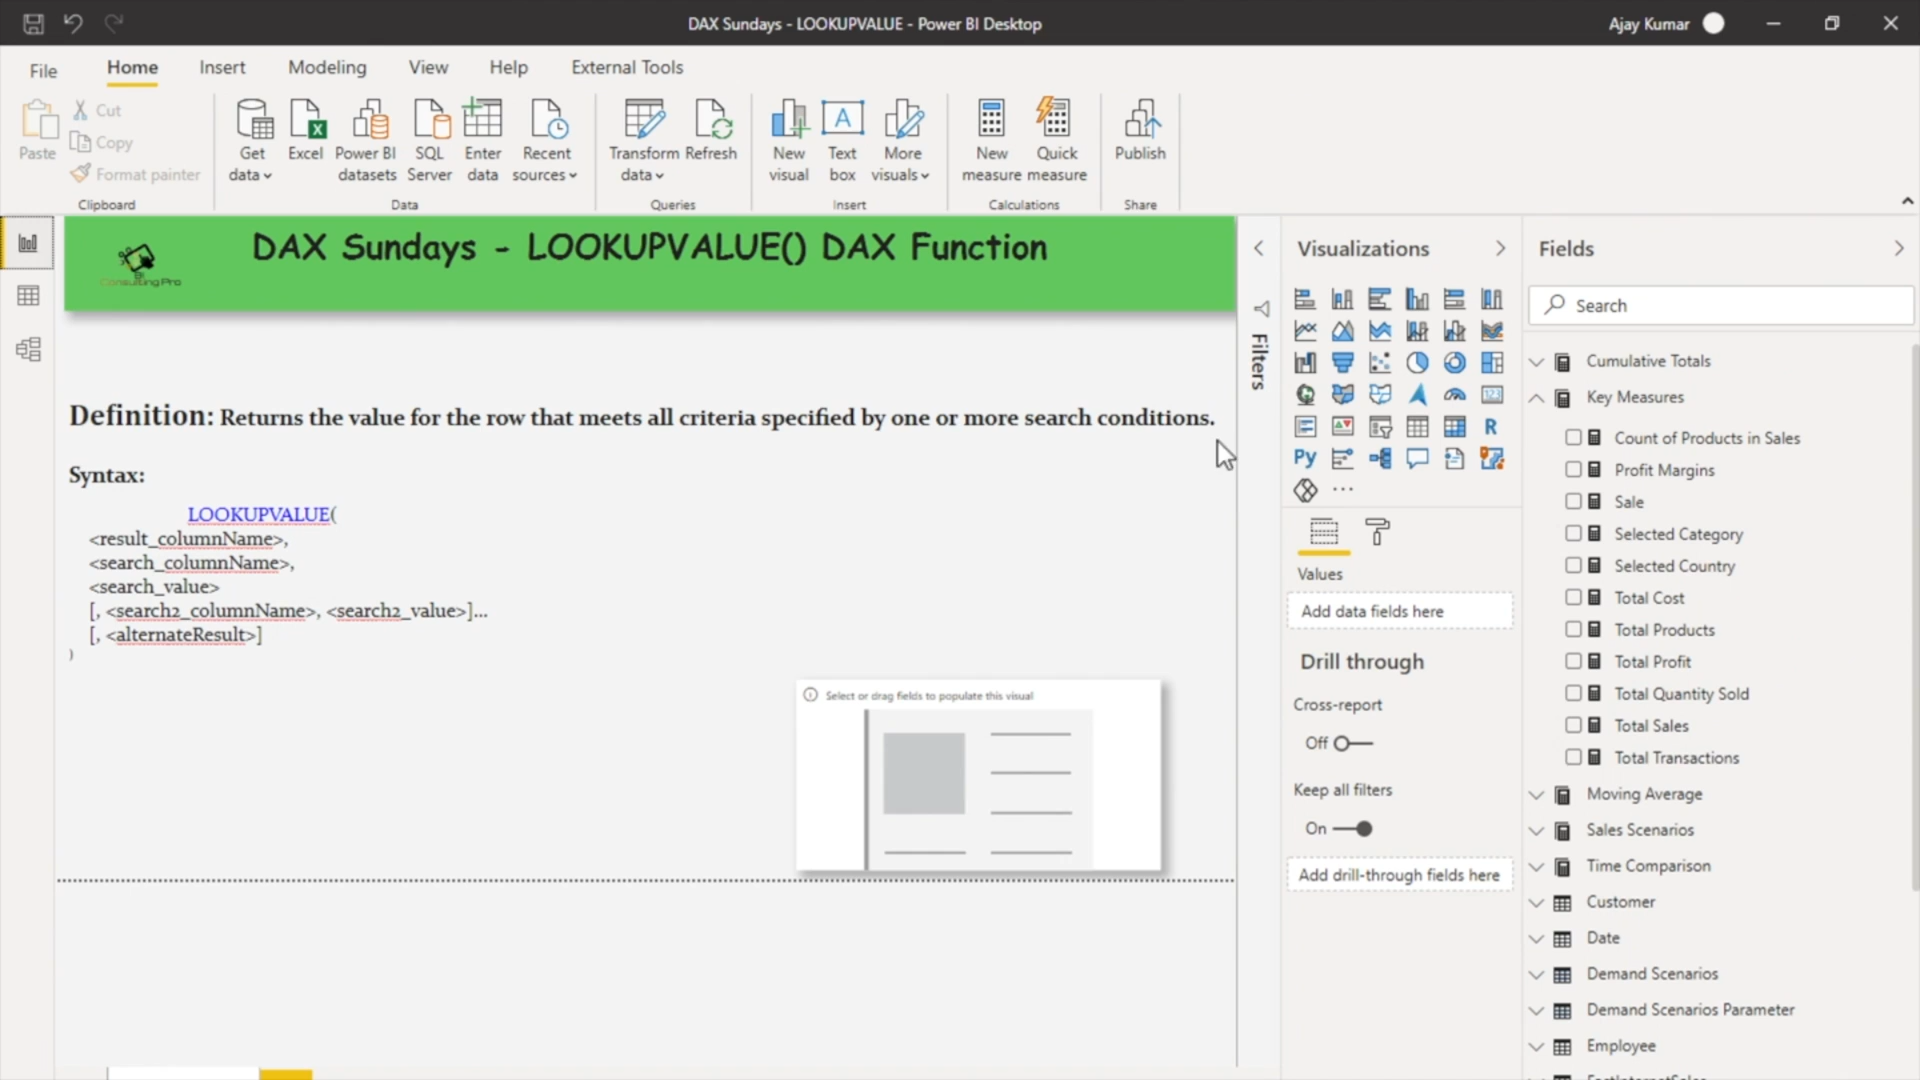 DAX Sundays - LOOKUPVALUE - Power BI Desktop
Ajay Kumar
File
Home
Insert
Modeling
View
Help
External Tools
Paste
Cut
Copy
Format painter
Clipboard
Get data
Excel
Power BI datasets
SQL Server
Enter data
Recent sources
Data
Transform data
Refresh
Queries
New visual
Text box
More visuals
Insert
New measure
Quick measure
Calculations
Publish
Share
BI
Consulting Pro
DAX Sundays - LOOKUPVALUE() DAX Function
Definition: Returns the value for the row that meets all criteria specified by one or more search conditions.
Syntax:
LOOKUPVALUE(
<result_columnName>,
<search_columnName>,
<search_value>
[, <search2_columnName>, <search2_value>]...
[, <alternateResult>]
)
Select or drag fields to populate this visual
Filters
Visualizations
R
Py
...
123
Values
Add data fields here
Drill through
Cross-report
Off
Keep all filters
On
Add drill-through fields here
Fields
Search
Cumulative Totals
Key Measures
Count of Products in Sales
Profit Margins
Sale
Selected Category
Selected Country
Total Cost
Total Products
Total Profit
Total Quantity Sold
Total Sales
Total Transactions
Moving Average
Sales Scenarios
Time Comparison
Customer
Date
Demand Scenarios
Demand Scenarios Parameter
Employee